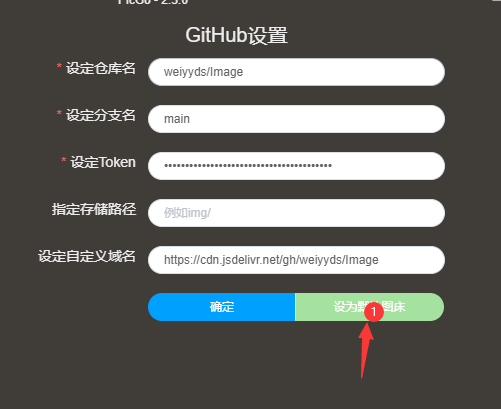 PicGo - 2.3.0
GitHub设置
* 设定仓库名 weiyyds/Image
* 设定分支名 main
* 设定Token ••••••••••••••••••••••••••••••••••••••••
指定存储路径 例如img/
设定自定义域名 https://cdn.jsdelivr.net/gh/weiyyds/Image
确定 设为默 1 图床